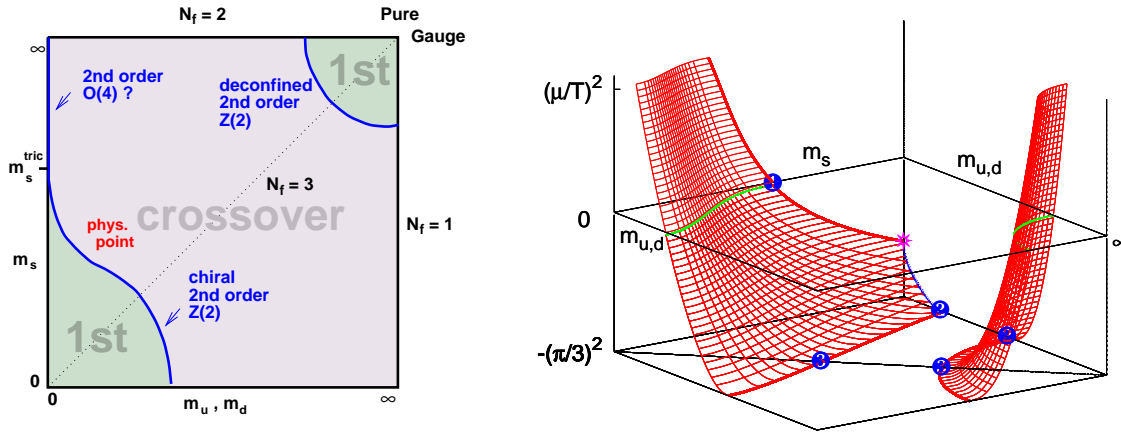 N_f = 2
Pure
Gauge
∞
2nd order
O(4) ?
deconfined
2nd order
Z(2)
1st
m_s^tric
N_f = 3
crossover
phys.
point
N_f = 1
m_s
chiral
2nd order
Z(2)
1st
0
0
m_u , m_d
∞
(μ/T)^2
m_s
m_u,d
1
0
m_u,d
∞
2
-(π/3)^2
3